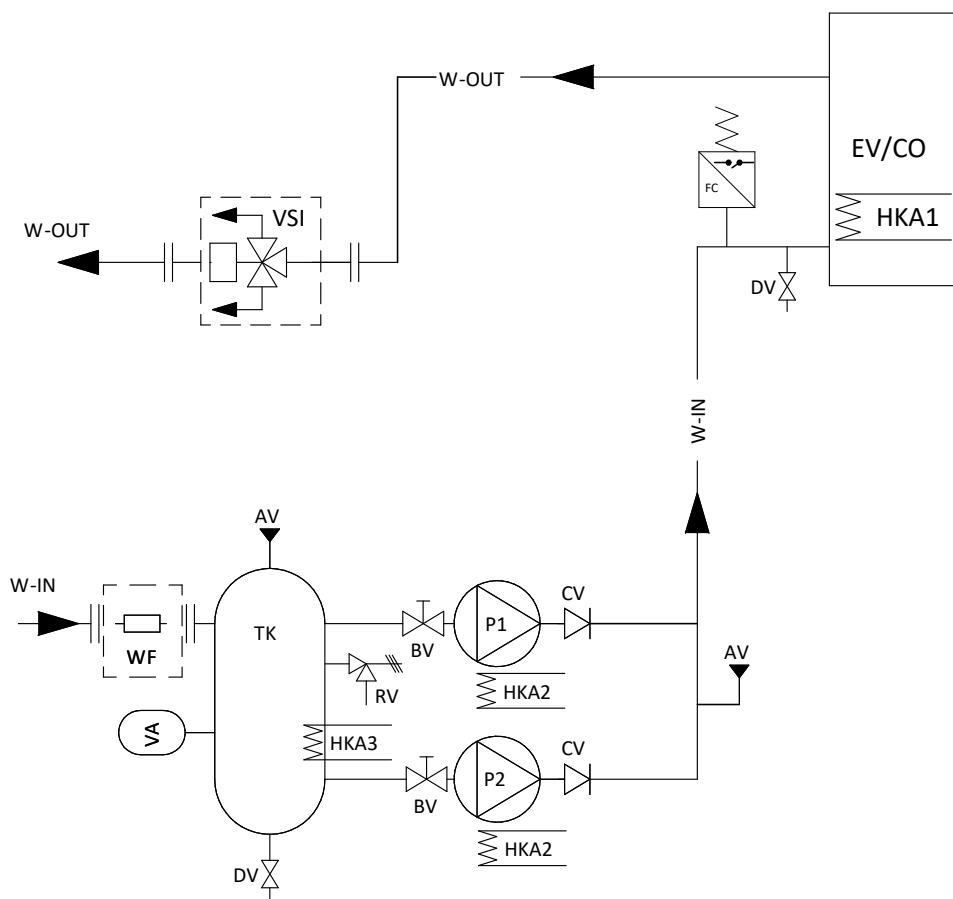 W-OUT
EV/CO
FC
HKA1
VSI
W-OUT
DV
W-IN
AV
W-IN
WF
TK
BV
P1
CV
RV
HKA2
AV
VA
HKA3
BV
P2
CV
HKA2
DV